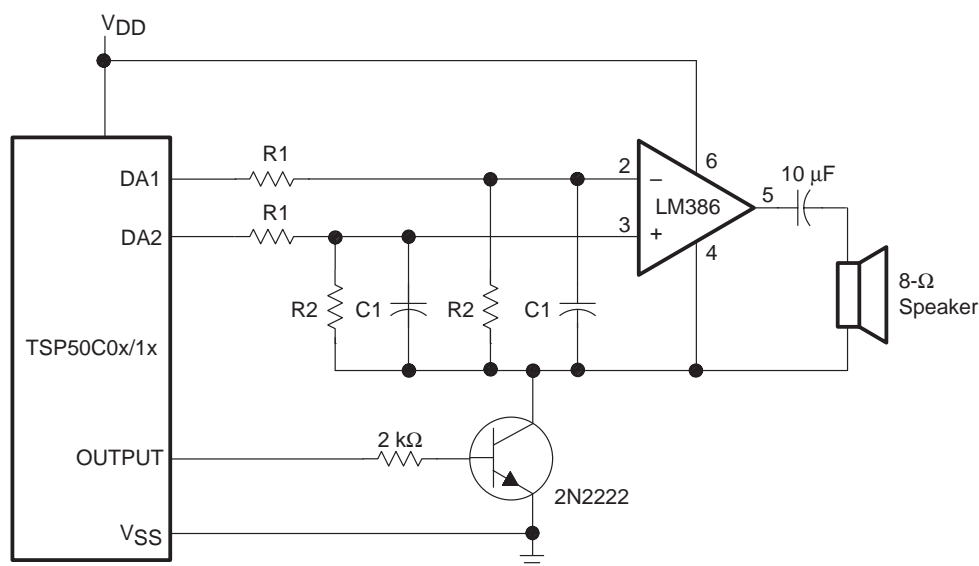 VDD
R1
DA1
2
–
6
LM386
5
10 μF
R1
DA2
3
+
4
8-Ω
Speaker
R2
C1
R2
C1
TSP50C0x/1x
2 kΩ
OUTPUT
2N2222
VSS